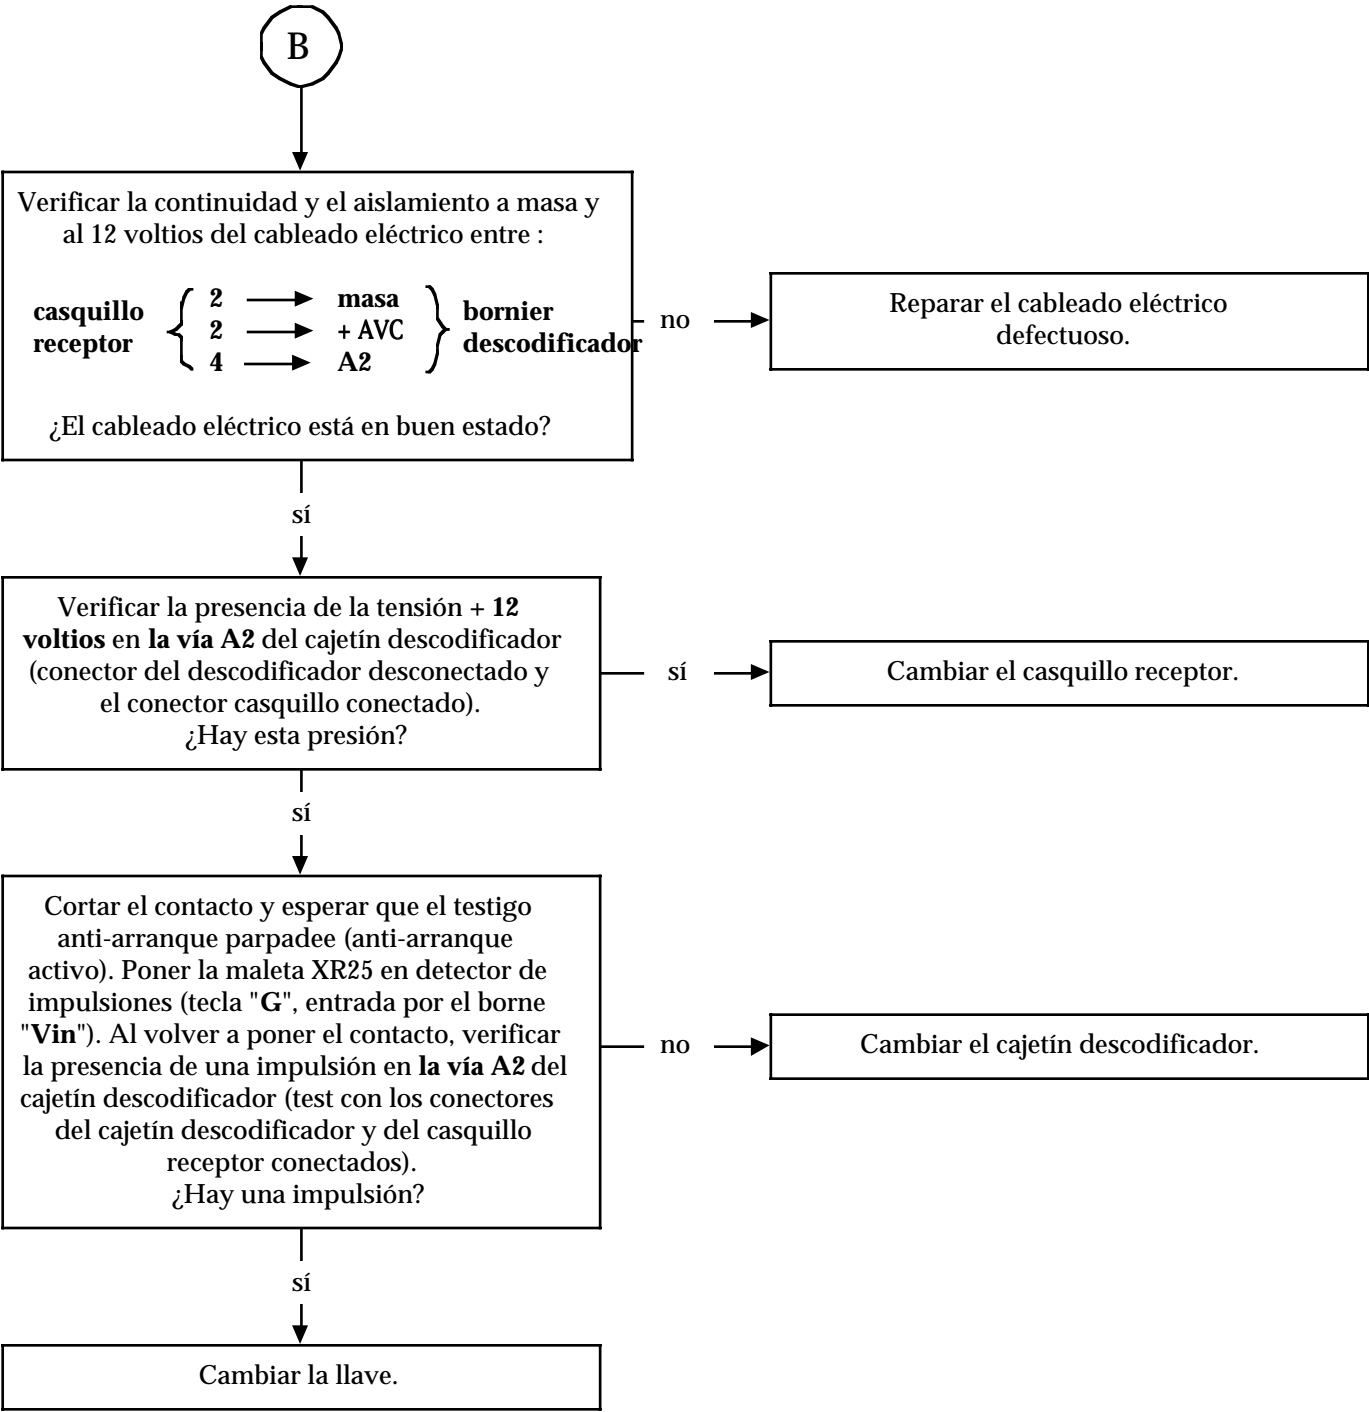 B
Verificar la continuidad y el aislamiento a masa y
al 12 voltios del cableado eléctrico entre :
casquillo
receptor
2 masa
2 + AVC
4 A2
bornier
descodificador
¿El cableado eléctrico está en buen estado?
no
Reparar el cableado eléctrico
defectuoso.
sí
Verificar la presencia de la tensión + 12
voltios en la vía A2 del cajetín descodificador
(conector del descodificador desconectado y
el conector casquillo conectado).
¿Hay esta presión?
sí
Cambiar el casquillo receptor.
sí
Cortar el contacto y esperar que el testigo
anti-arranque parpadee (anti-arranque
activo). Poner la maleta XR25 en detector de
impulsiones (tecla "G", entrada por el borne
"Vin"). Al volver a poner el contacto, verificar
la presencia de una impulsión en la vía A2 del
cajetín descodificador (test con los conectores
del cajetín descodificador y del casquillo
receptor conectados).
¿Hay una impulsión?
no
Cambiar el cajetín descodificador.
sí
Cambiar la llave.